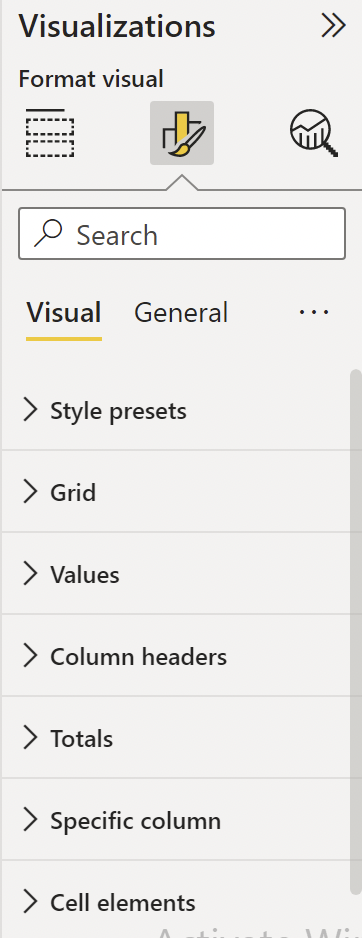 Visualizations
Format visual
Search
Visual General ...
Style presets
Grid
Values
Column headers
Totals
Specific column
Cell elements